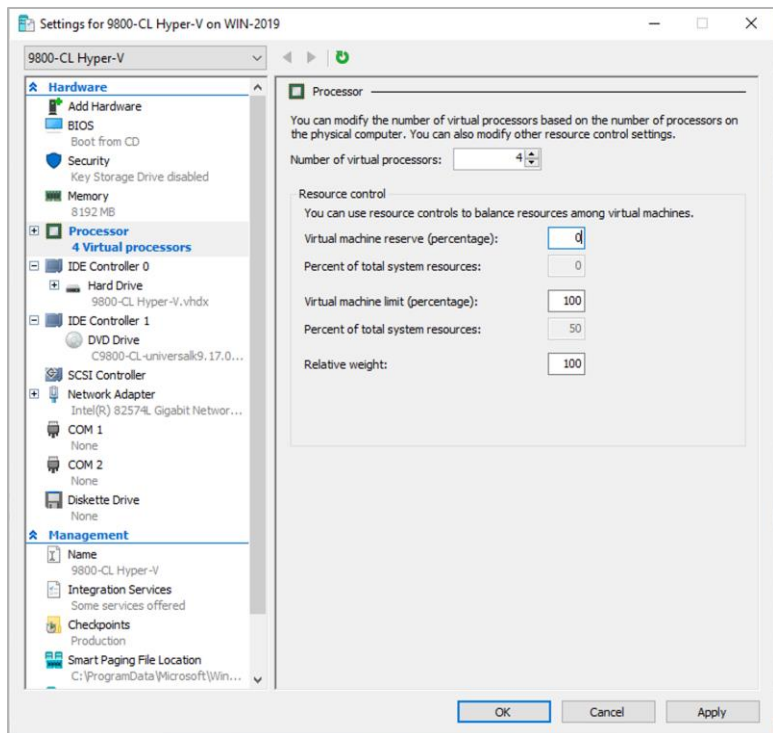 Settings for 9800-CL Hyper-V on WIN-2019
9800-CL Hyper-V
Hardware
Add Hardware
BIOS
Boot from CD
Security
Key Storage Drive disabled
Memory
8192 MB
Processor
4 Virtual processors
IDE Controller 0
Hard Drive
9800-CL Hyper-V.vhdx
IDE Controller 1
DVD Drive
C9800-CL-universalk9.17.0...
SCSI Controller
Network Adapter
Intel(R) 82574L Gigabit Networ...
COM 1
None
COM 2
None
Diskette Drive
None
Management
Name
9800-CL Hyper-V
Integration Services
Some services offered
Checkpoints
Production
Smart Paging File Location
C:\ProgramData\Microsoft\Win...
Processor
You can modify the number of virtual processors based on the number of processors on
the physical computer. You can also modify other resource control settings.
Number of virtual processors: 4
Resource control
You can use resource controls to balance resources among virtual machines.
Virtual machine reserve (percentage): 0
Percent of total system resources: 0
Virtual machine limit (percentage): 100
Percent of total system resources: 50
Relative weight: 100
OK Cancel Apply